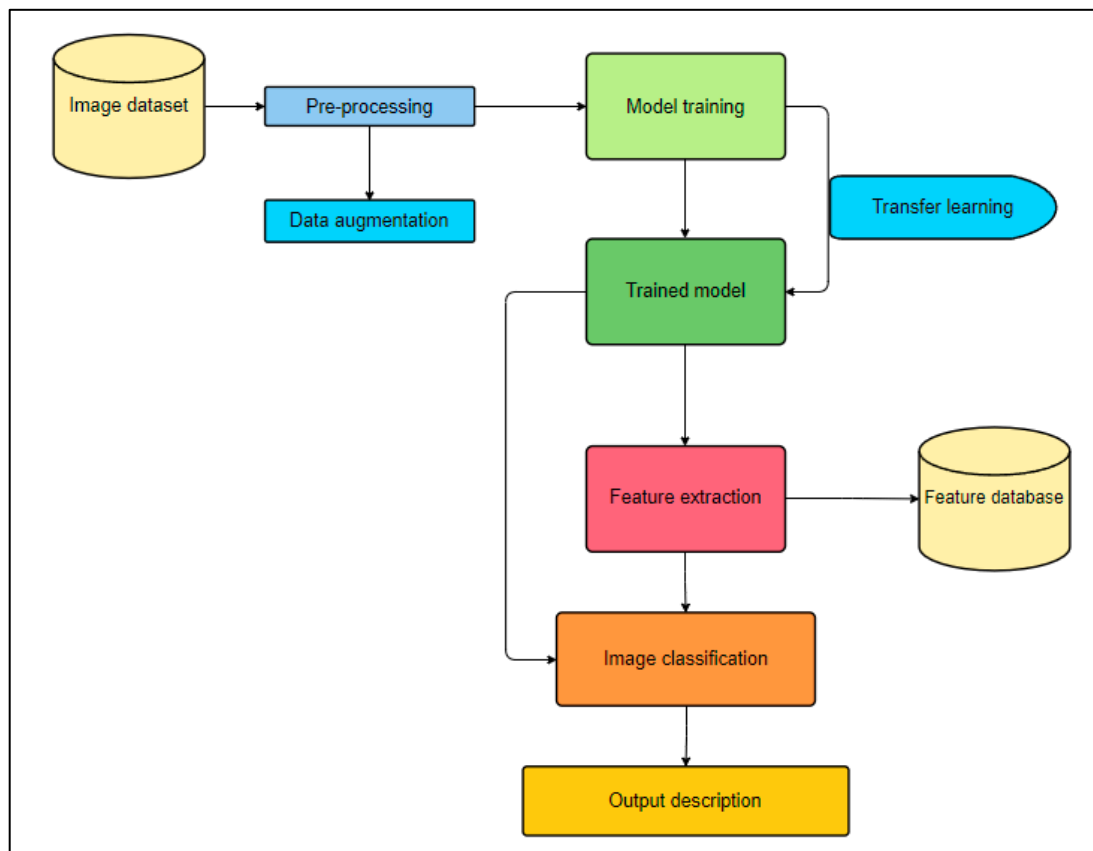 Image dataset
Pre-processing
Model training
Data augmentation
Transfer learning
Trained model
Feature extraction
Feature database
Image classification
Output description